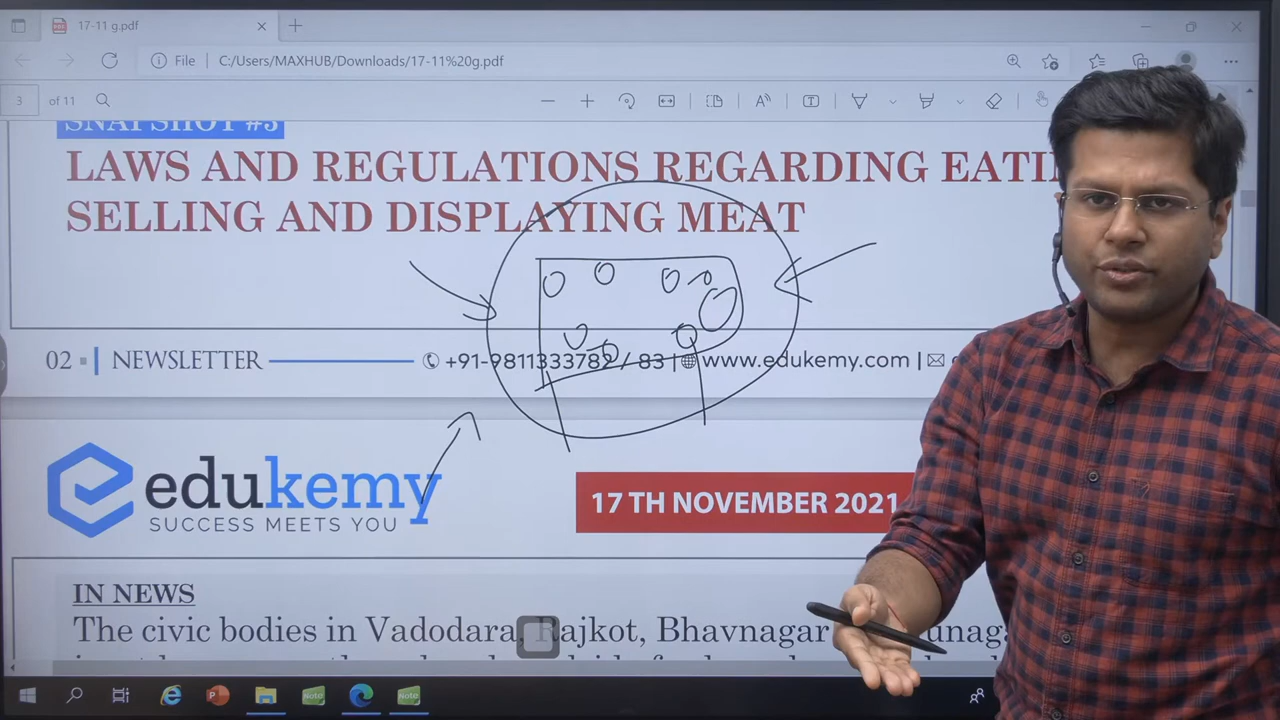 17-11 g.pdf
File
C:/Users/MAXHUB/Downloads/17-11%20g.pdf
3 of 11
SNAPSHOT #3
LAWS AND REGULATIONS REGARDING
SELLING AND DISPLAYING MEAT
02 NEWSLETTER +91-9811333782 / 83 | www.edukemy.com |
edukemy
SUCCESS MEETS YOU
17 TH NOVEMBER 2021
IN NEWS
The civic bodies in Vadodara, Rajkot, Bhavnagar